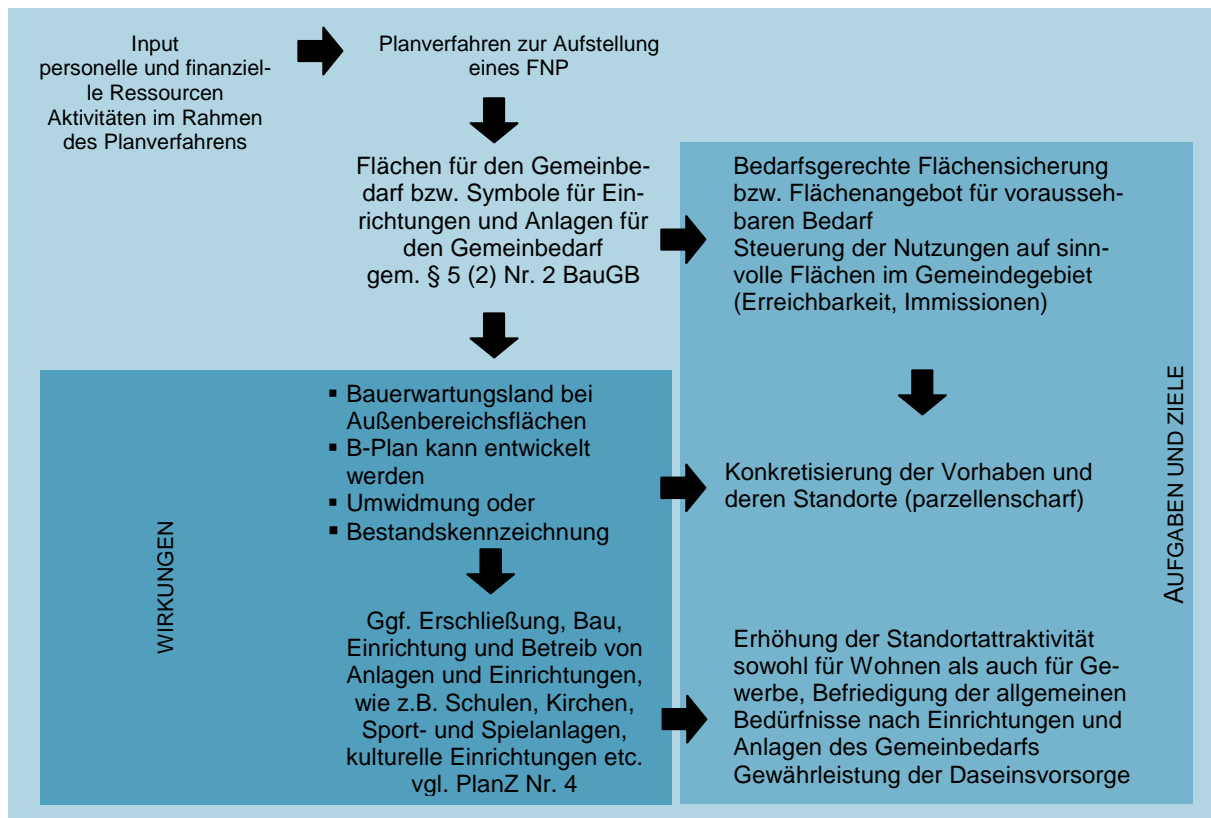 Input
personelle und finanziel-
le Ressourcen
Aktivitäten im Rahmen
des Planverfahrens
Planverfahren zur Aufstellung
eines FNP
Flächen für den Gemeinbe-
darf bzw. Symbole für Ein-
richtungen und Anlagen für
den Gemeinbedarf
gem. § 5 (2) Nr. 2 BauGB
Bedarfsgerechte Flächensicherung
bzw. Flächenangebot für vorausseh-
baren Bedarf
Steuerung der Nutzungen auf sinn-
volle Flächen im Gemeindegebiet
(Erreichbarkeit, Immissionen)
WIRKUNGEN
▪ Bauerwartungsland bei
Außenbereichsflächen
▪ B-Plan kann entwickelt
werden
▪ Umwidmung oder
▪ Bestandskennzeichnung
Konkretisierung der Vorhaben und
deren Standorte (parzellenscharf)
AUFGABEN UND ZIELE
Ggf. Erschließung, Bau,
Einrichtung und Betreib von
Anlagen und Einrichtungen,
wie z.B. Schulen, Kirchen,
Sport- und Spielanlagen,
kulturelle Einrichtungen etc.
vgl. PlanZ Nr. 4
Erhöhung der Standortattraktivität
sowohl für Wohnen als auch für Ge-
werbe, Befriedigung der allgemeinen
Bedürfnisse nach Einrichtungen und
Anlagen des Gemeinbedarfs
Gewährleistung der Daseinsvorsorge